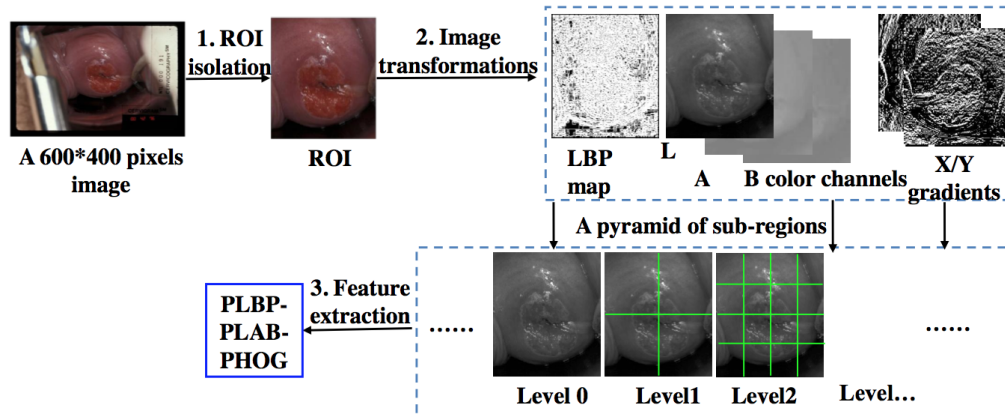 1. ROI
isolation
2. Image
transformations
A 600*400 pixels
image
ROI
LBP
map
L
A
B color channels
X/Y
gradients
A pyramid of sub-regions
3. Feature
extraction
PLBP-
PLAB-
PHOG
......
......
Level 0
Level1
Level2
Level...